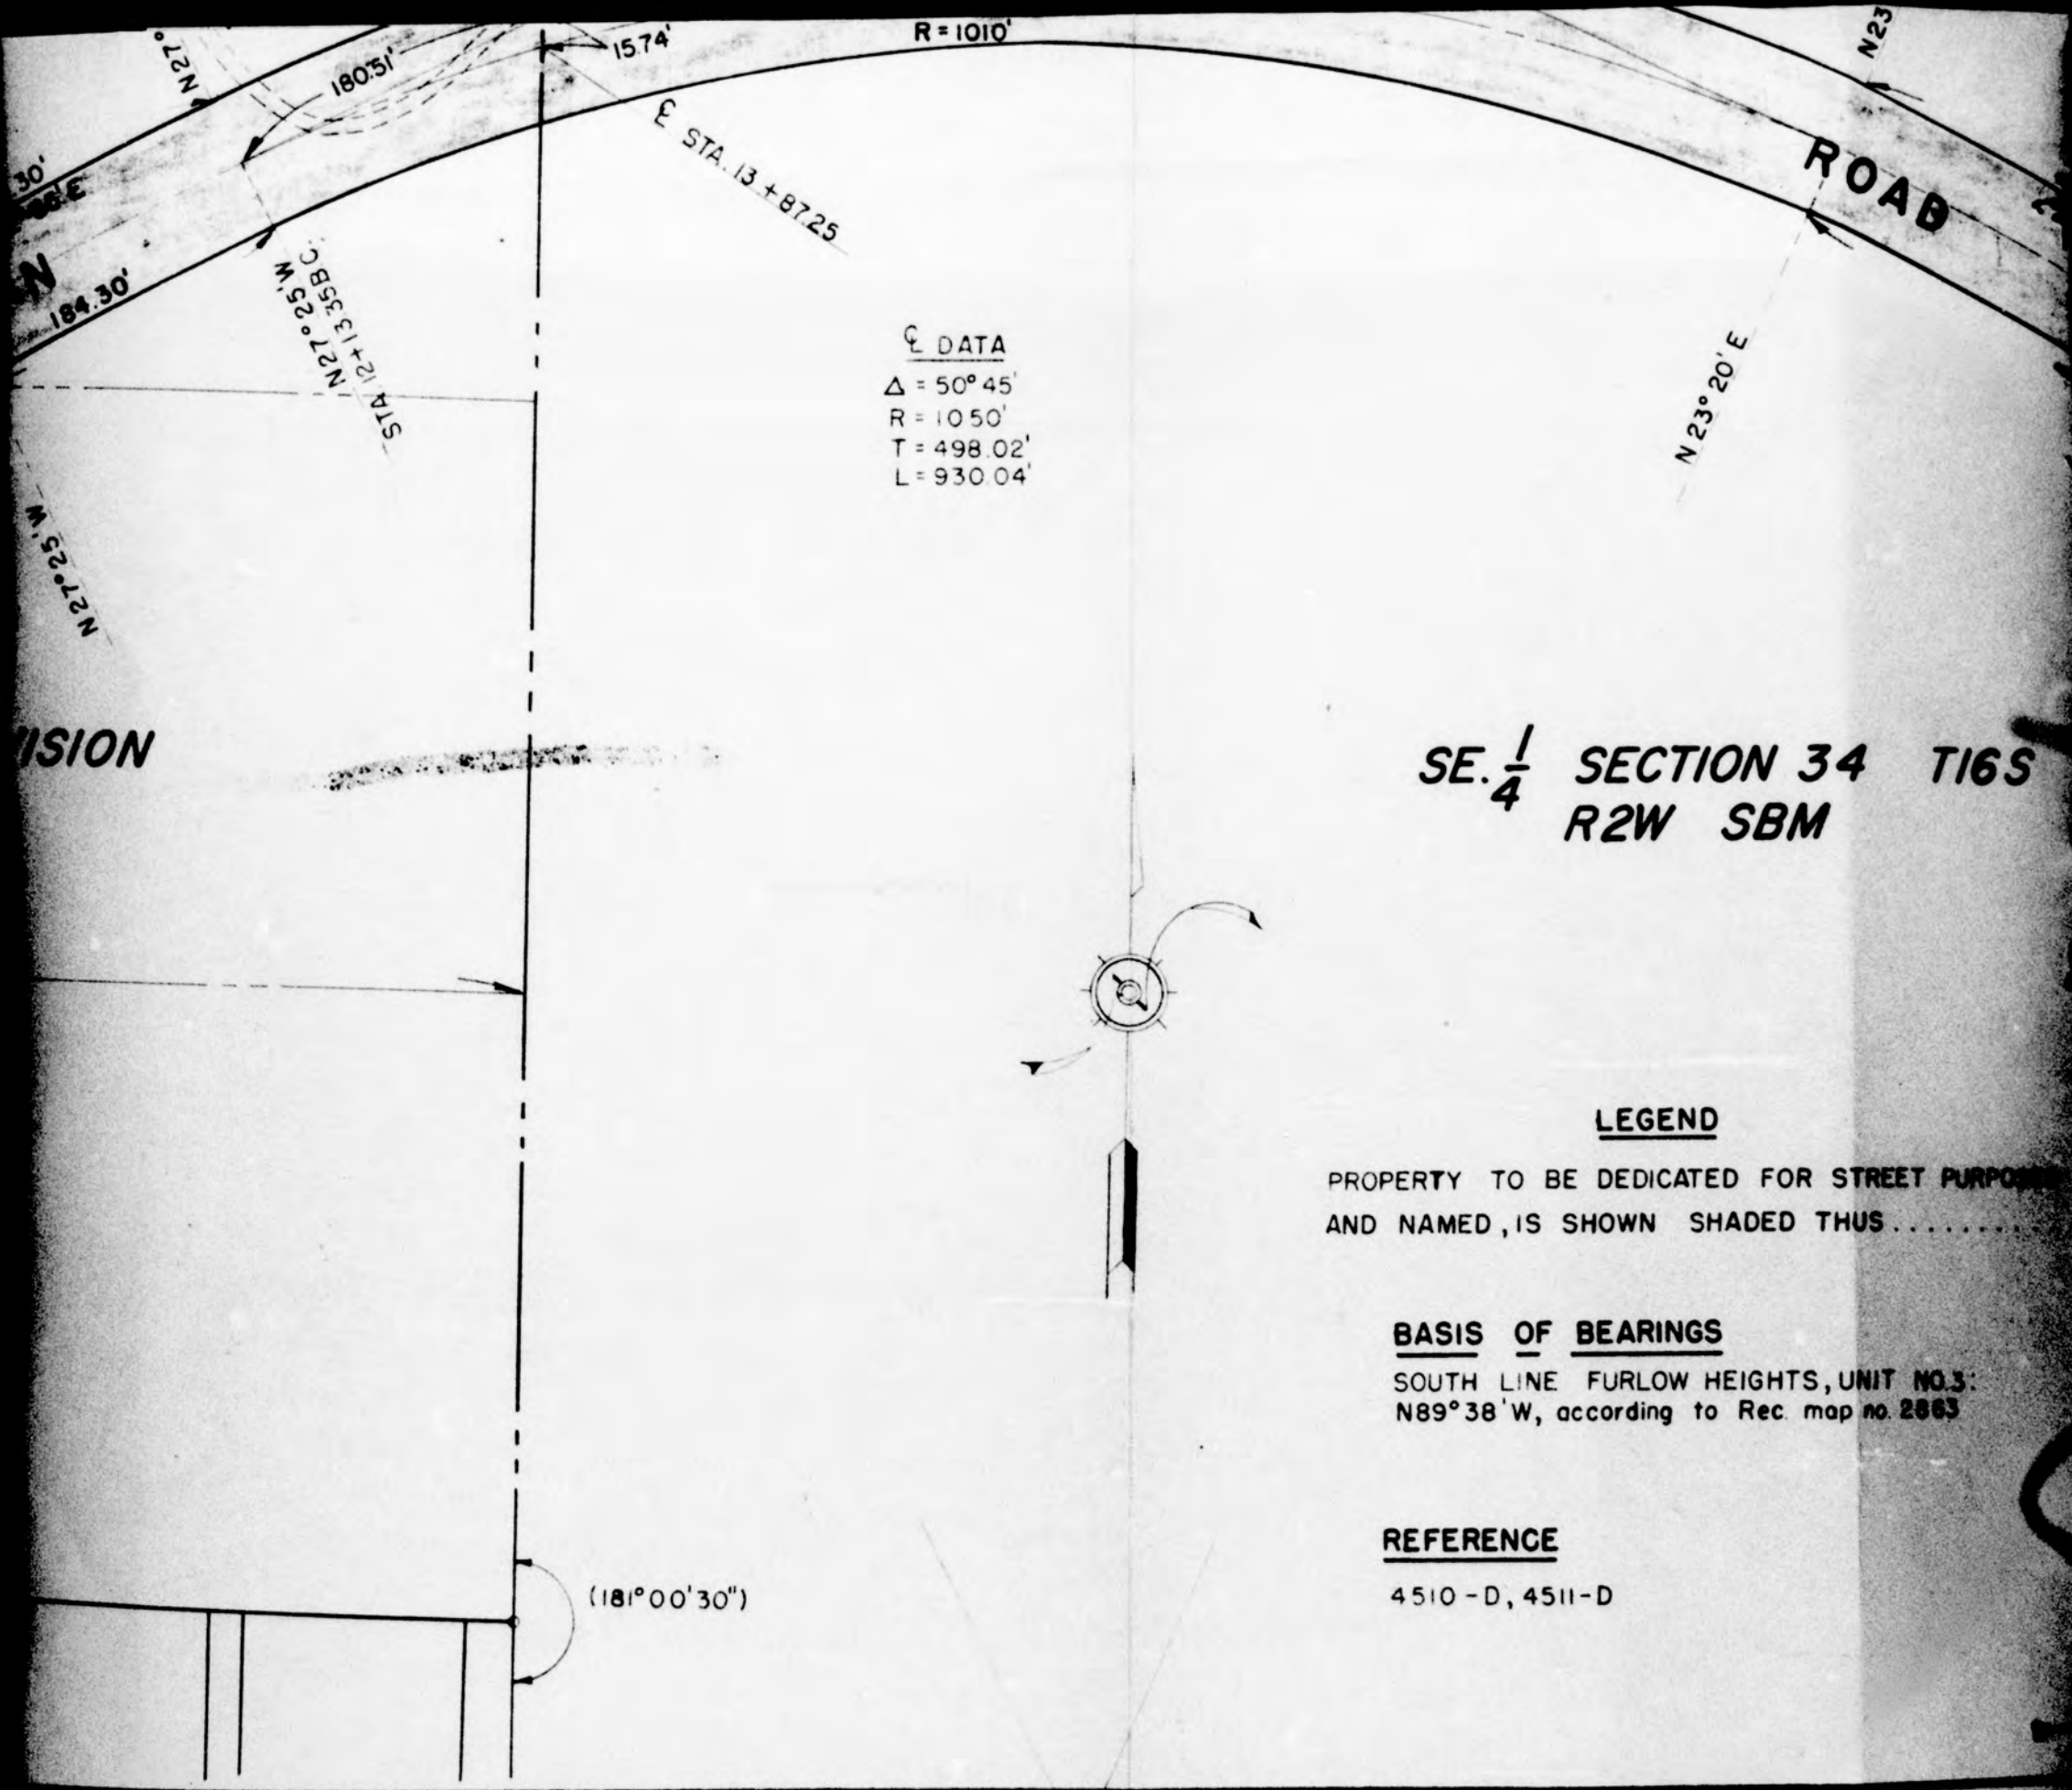 R = 1010'
15.74'
180.51'
N27°
N23
30'
℄ STA. 13 + 87.25
ROAD
N
184.30'
N27°25'W
STA. 12+13.35 B.C.
N27°25'W
℄ DATA
Δ = 50°45'
R = 1050'
T = 498.02'
L = 930.04'
N 23° 20' E
VISION
SE. 1/4 SECTION 34 T16S
R2W SBM
LEGEND
PROPERTY TO BE DEDICATED FOR STREET PURPOSES
AND NAMED, IS SHOWN SHADED THUS.........
BASIS OF BEARINGS
SOUTH LINE FURLOW HEIGHTS, UNIT NO.3:
N89°38'W, according to Rec. map no. 2863
REFERENCE
4510-D, 4511-D
(181°00'30")